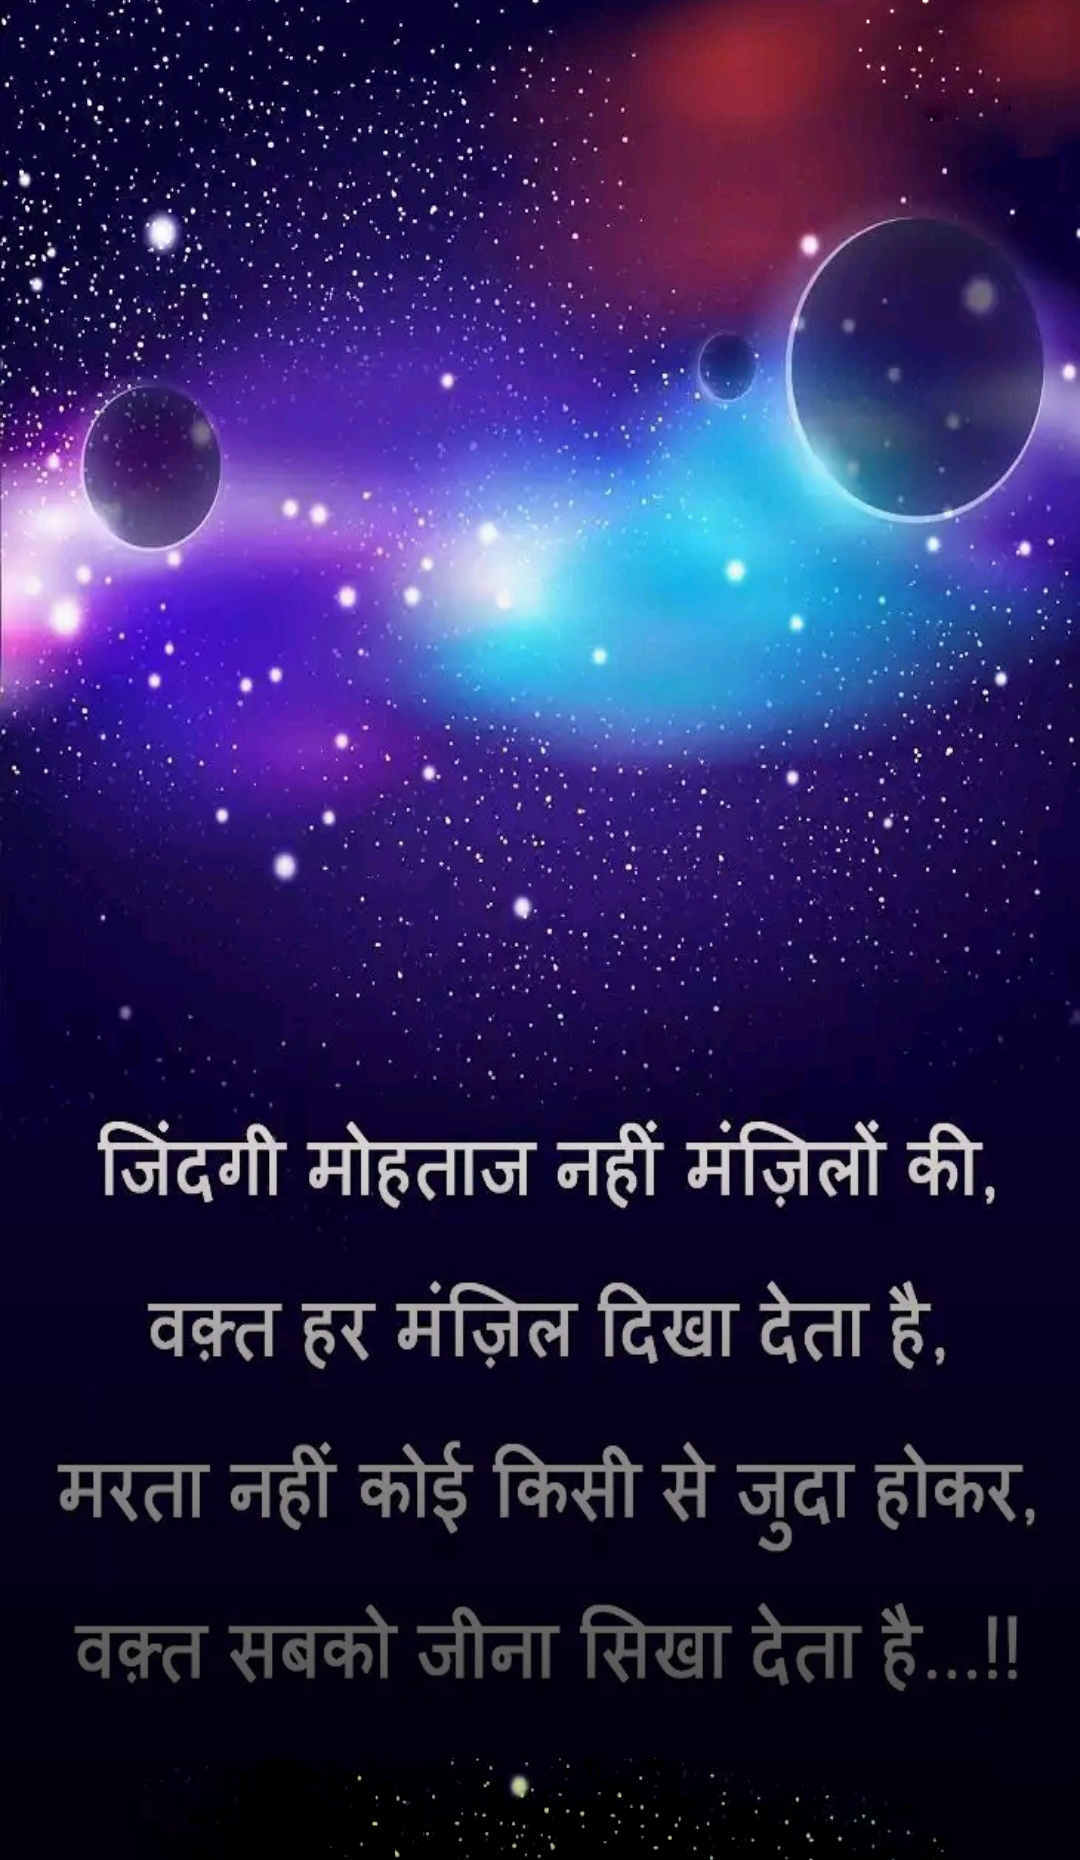 जिंदगी मोहताज नहीं मंज़िलों की,
वक़्त हर मंज़िल दिखा देता है,
मरता नहीं कोई किसी से जुदा होकर,
वक़्त सबको जीना सिखा देता है...!!